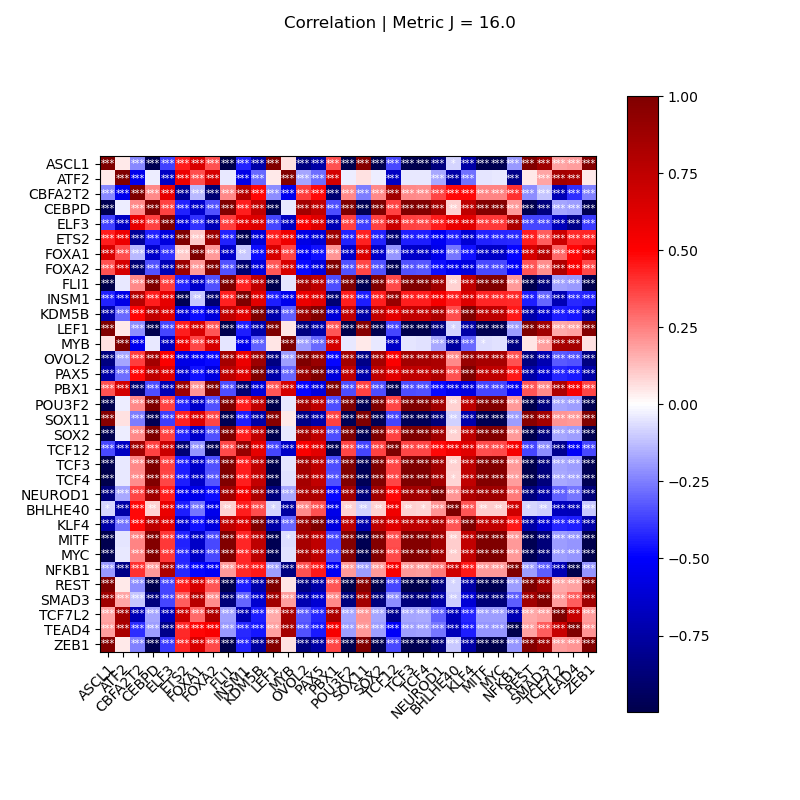 Correlation | Metric J = 16.0
ASCL1
ATF2
CBFA2T2
CEBPD
ELF3
ETS2
FOXA1
FOXA2
FLI1
INSM1
KDM5B
LEF1
MYB
OVOL2
PAX5
PBX1
POU3F2
SOX11
SOX2
TCF12
TCF3
TCF4
NEUROD1
BHLHE40
KLF4
MITF
MYC
NFKB1
REST
SMAD3
TCF7L2
TEAD4
ZEB1
ASCL1 ATF2 CBFA2T2 CEBPD ELF3 ETS2 FOXA1 FOXA2 FLI1 INSM1 KDM5B LEF1 MYB OVOL2 PAX5 PBX1 POU3F2 SOX11 SOX2 TCF12 TCF3 TCF4 NEUROD1 BHLHE40 KLF4 MITF MYC NFKB1 REST SMAD3 TCF7L2 TEAD4 ZEB1
1.00
0.75
0.50
0.25
0.00
−0.25
−0.50
−0.75